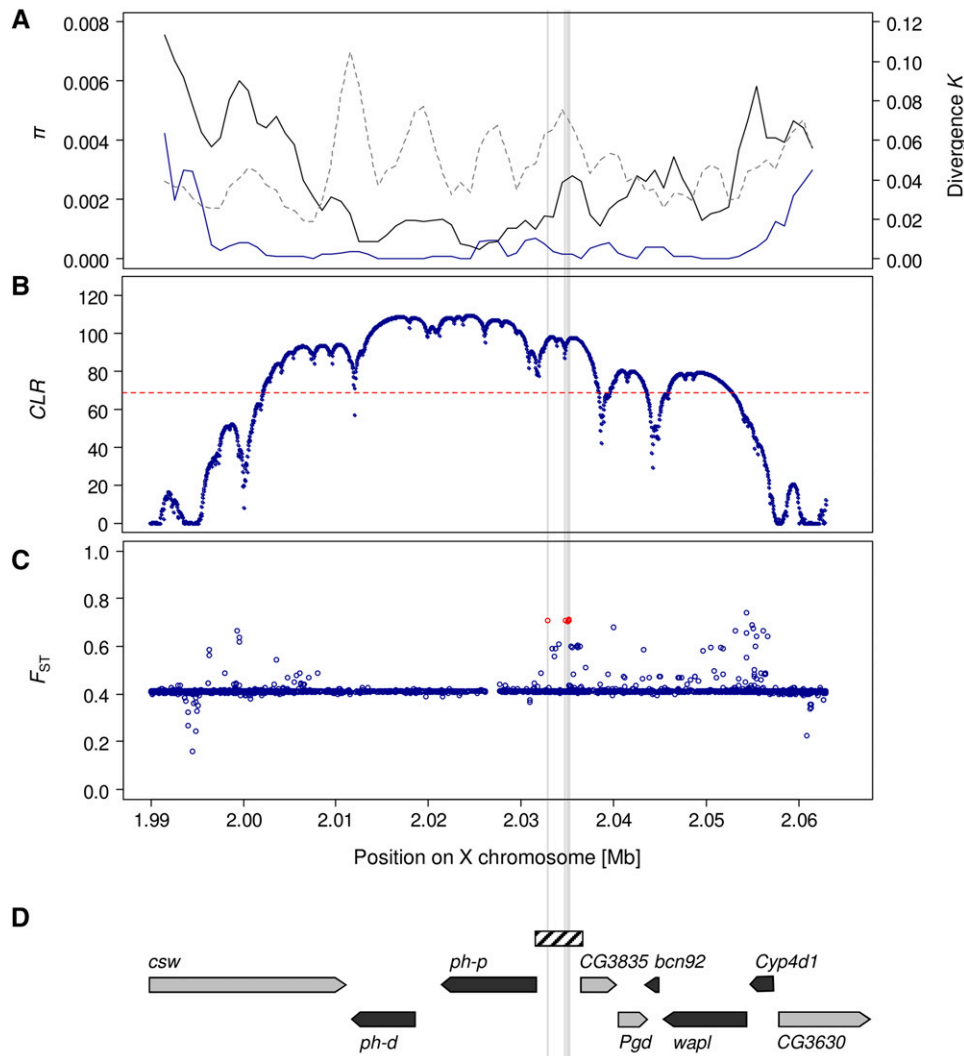 A
0.008
0.006
0.004
0.002
0.000
π
0.12
0.10
0.08
0.06
0.04
0.02
0.00
Divergence K
B
120
100
80
60
40
20
0
CLR
C
1.0
0.8
0.6
0.4
0.2
0.0
FST
1.99 2.00 2.01 2.02 2.03 2.04 2.05 2.06
Position on X chromosome [Mb]
D
csw ph-p CG3835 bcn92 Cyp4d1
ph-d Pgd wapl CG3630